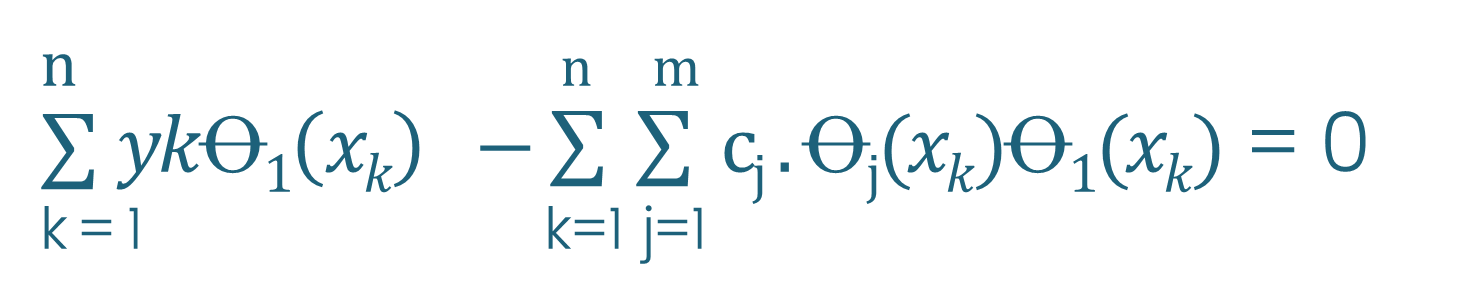 n n m
∑ ykϴ₁(xₖ) − ∑ ∑ cⱼ.ϴⱼ(xₖ)ϴ₁(xₖ) = 0
k = 1 k=1 j=1